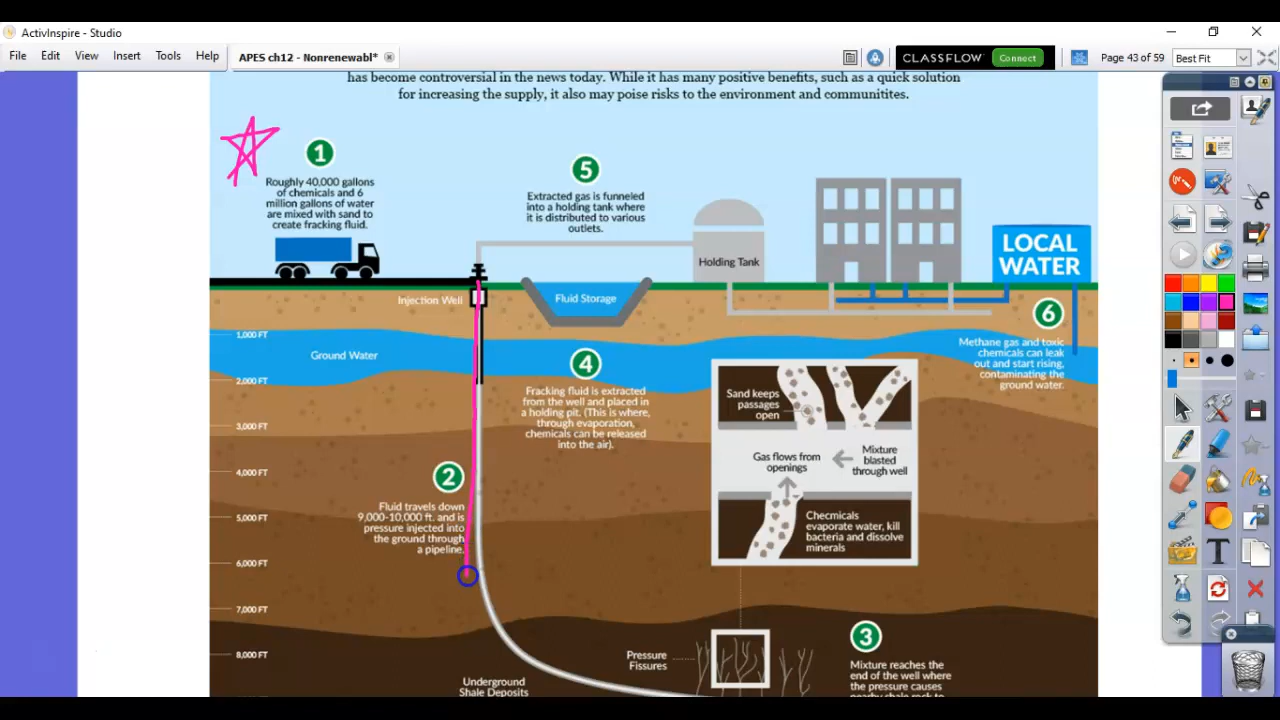 ActivInspire - Studio
File Edit View Insert Tools Help
APES ch12 - Nonrenewabl*
CLASSFLOW Connect
Page 43 of 59
Best Fit
has become controversial in the news today. While it has many positive benefits, such as a quick solution
for increasing the supply, it also may poise risks to the environment and communitites.
1
Roughly 40,000 gallons
of chemicals and 6
million gallons of water
are mixed with sand to
create fracking fluid.
5
Extracted gas is funneled
into a holding tank where
it is distributed to various
outlets.
Holding Tank
LOCAL
WATER
Injection Well
Fluid Storage
6
Methane gas and toxic
chemicals can leak
out and start rising,
contaminating the
ground water.
1,000 FT
Ground Water
2,000 FT
3,000 FT
4,000 FT
5,000 FT
6,000 FT
7,000 FT
8,000 FT
4
Fracking fluid is extracted
from the well and placed in
a holding pit. (This is where,
through evaporation,
chemicals can be released
into the air).
Sand keeps
passages
open
Gas flows from
openings
Mixture
blasted
through well
Checmicals
evaporate water, kill
bacteria and dissolve
minerals
2
Fluid travels down
9,000-10,000 ft. and is
pressure injected into
the ground through
a pipeline.
Pressure
Fissures
3
Mixture reaches the
end of the well where
the pressure causes
nearby shale rock to
Underground
Shale Deposits